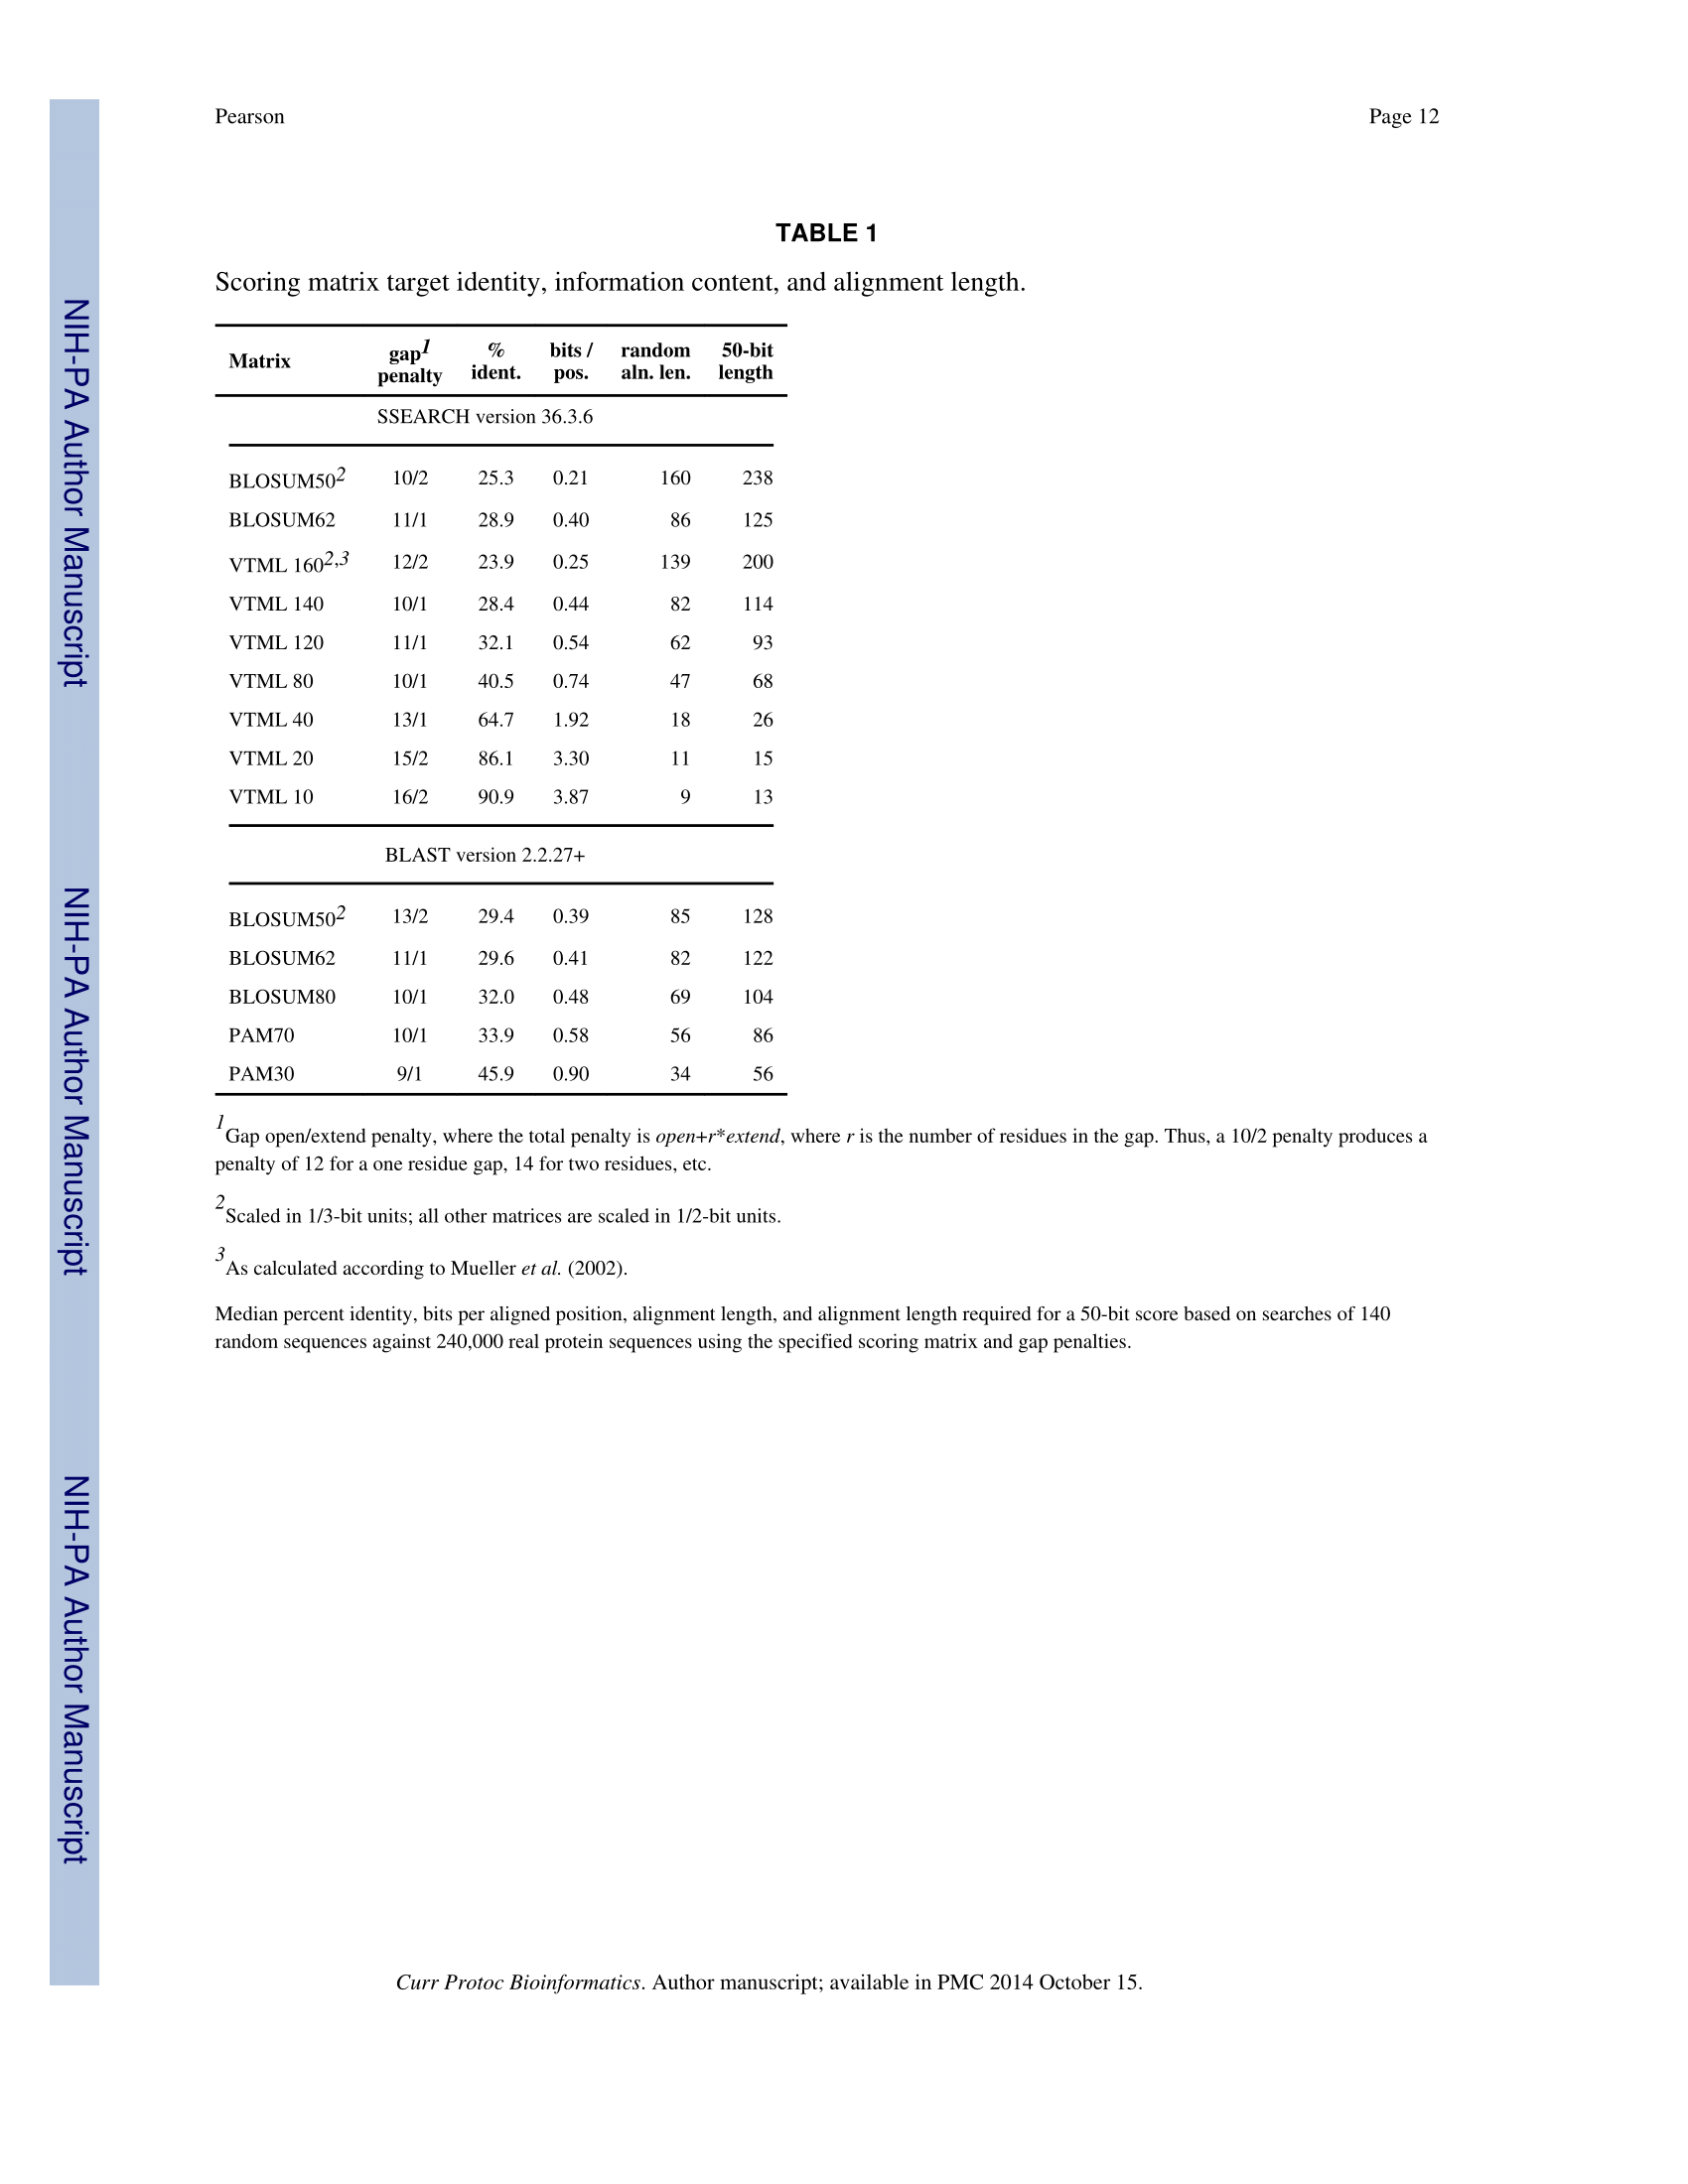 Pearson
Page 12
TABLE 1
Scoring matrix target identity, information content, and alignment length.
Matrix gap1 penalty % ident. bits / pos. random aln. len. 50-bit length
SSEARCH version 36.3.6
BLOSUM502 10/2 25.3 0.21 160 238
BLOSUM62 11/1 28.9 0.40 86 125
VTML 1602,3 12/2 23.9 0.25 139 200
VTML 140 10/1 28.4 0.44 82 114
VTML 120 11/1 32.1 0.54 62 93
VTML 80 10/1 40.5 0.74 47 68
VTML 40 13/1 64.7 1.92 18 26
VTML 20 15/2 86.1 3.30 11 15
VTML 10 16/2 90.9 3.87 9 13
BLAST version 2.2.27+
BLOSUM502 13/2 29.4 0.39 85 128
BLOSUM62 11/1 29.6 0.41 82 122
BLOSUM80 10/1 32.0 0.48 69 104
PAM70 10/1 33.9 0.58 56 86
PAM30 9/1 45.9 0.90 34 56
1Gap open/extend penalty, where the total penalty is open+r*extend, where r is the number of residues in the gap. Thus, a 10/2 penalty produces a
penalty of 12 for a one residue gap, 14 for two residues, etc.
2Scaled in 1/3-bit units; all other matrices are scaled in 1/2-bit units.
3As calculated according to Mueller et al. (2002).
Median percent identity, bits per aligned position, alignment length, and alignment length required for a 50-bit score based on searches of 140
random sequences against 240,000 real protein sequences using the specified scoring matrix and gap penalties.
Curr Protoc Bioinformatics. Author manuscript; available in PMC 2014 October 15.
NIH-PA Author Manuscript
NIH-PA Author Manuscript
NIH-PA Author Manuscript